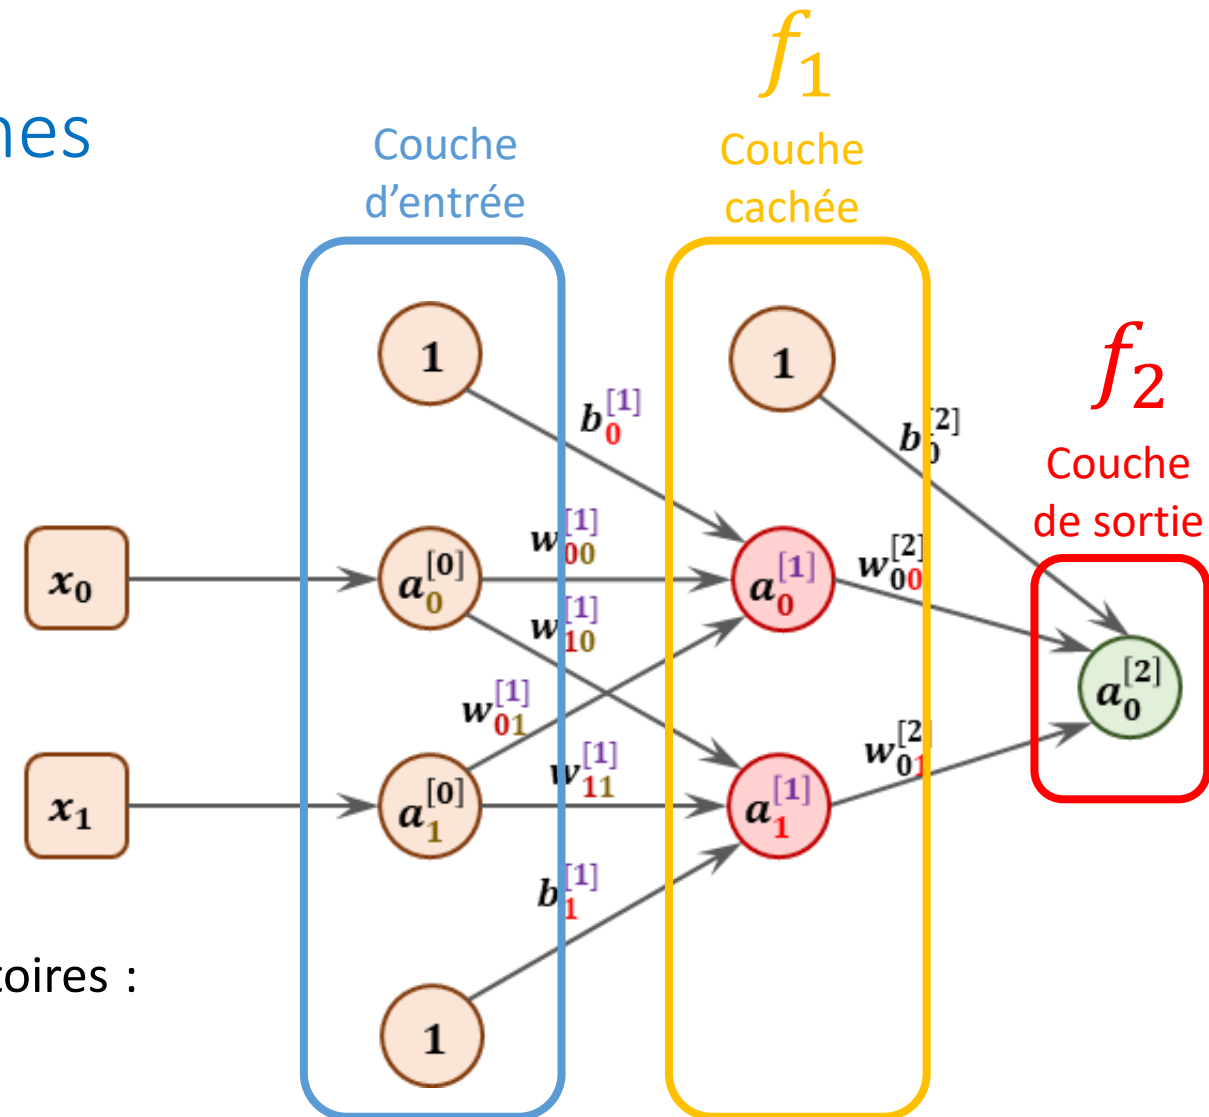 f₁
nes
Couche
d'entrée
Couche
cachée
1
1
f₂
b₀^[1]
b₀^[2]
Couche
de sortie
w₀₀^[1]
w₀₀^[2]
x₀
a₀^[0]
a₀^[1]
w₁₀^[1]
a₀^[2]
w₀₁^[1]
w₁₁^[1]
w₀₁^[2]
x₁
a₁^[0]
a₁^[1]
b₁^[1]
toires :
1